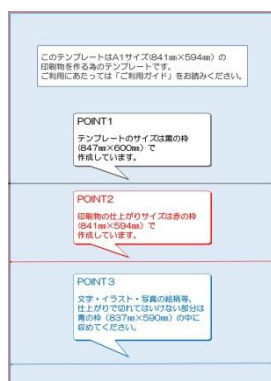 このテンプレートはA1サイズ(841㎜×594㎜)の
印刷物を作る為のテンプレートです。
ご利用にあたっては「ご利用ガイド」をお読みください。
POINT1
テンプレートのサイズは黒の枠
(847㎜×600㎜)で
作成しています。
POINT2
印刷物の仕上がりサイズは赤の枠
(841㎜×594㎜)で
作成しています。
POINT3
文字・イラスト・写真の絵柄等、
仕上がりで切れてはいけない部分は
青の枠(837㎜×590㎜)の中に
収めてください。